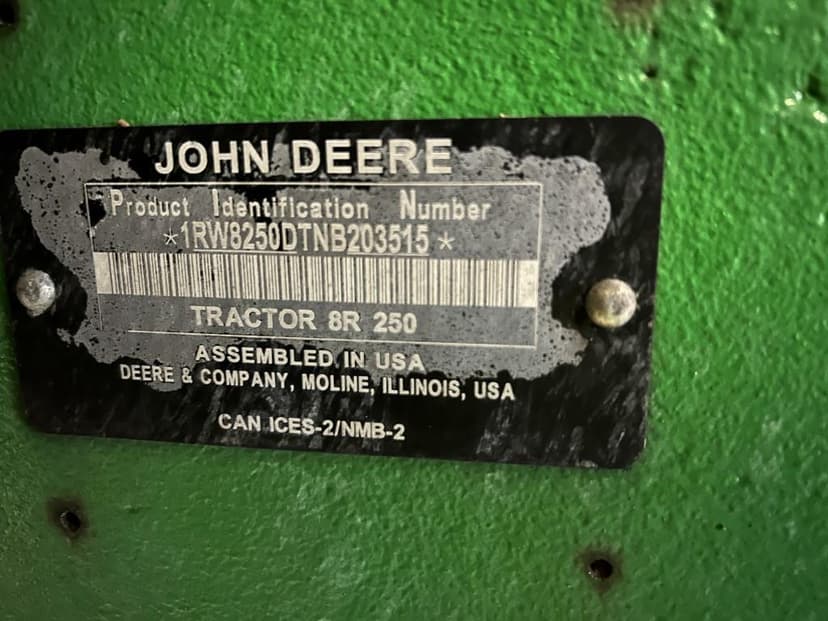 JOHN DEERE
Product Identification Number
*1RW8250DTNB203515*
TRACTOR 8R 250
ASSEMBLED IN USA
DEERE & COMPANY, MOLINE, ILLINOIS, USA
CAN ICES-2/NMB-2